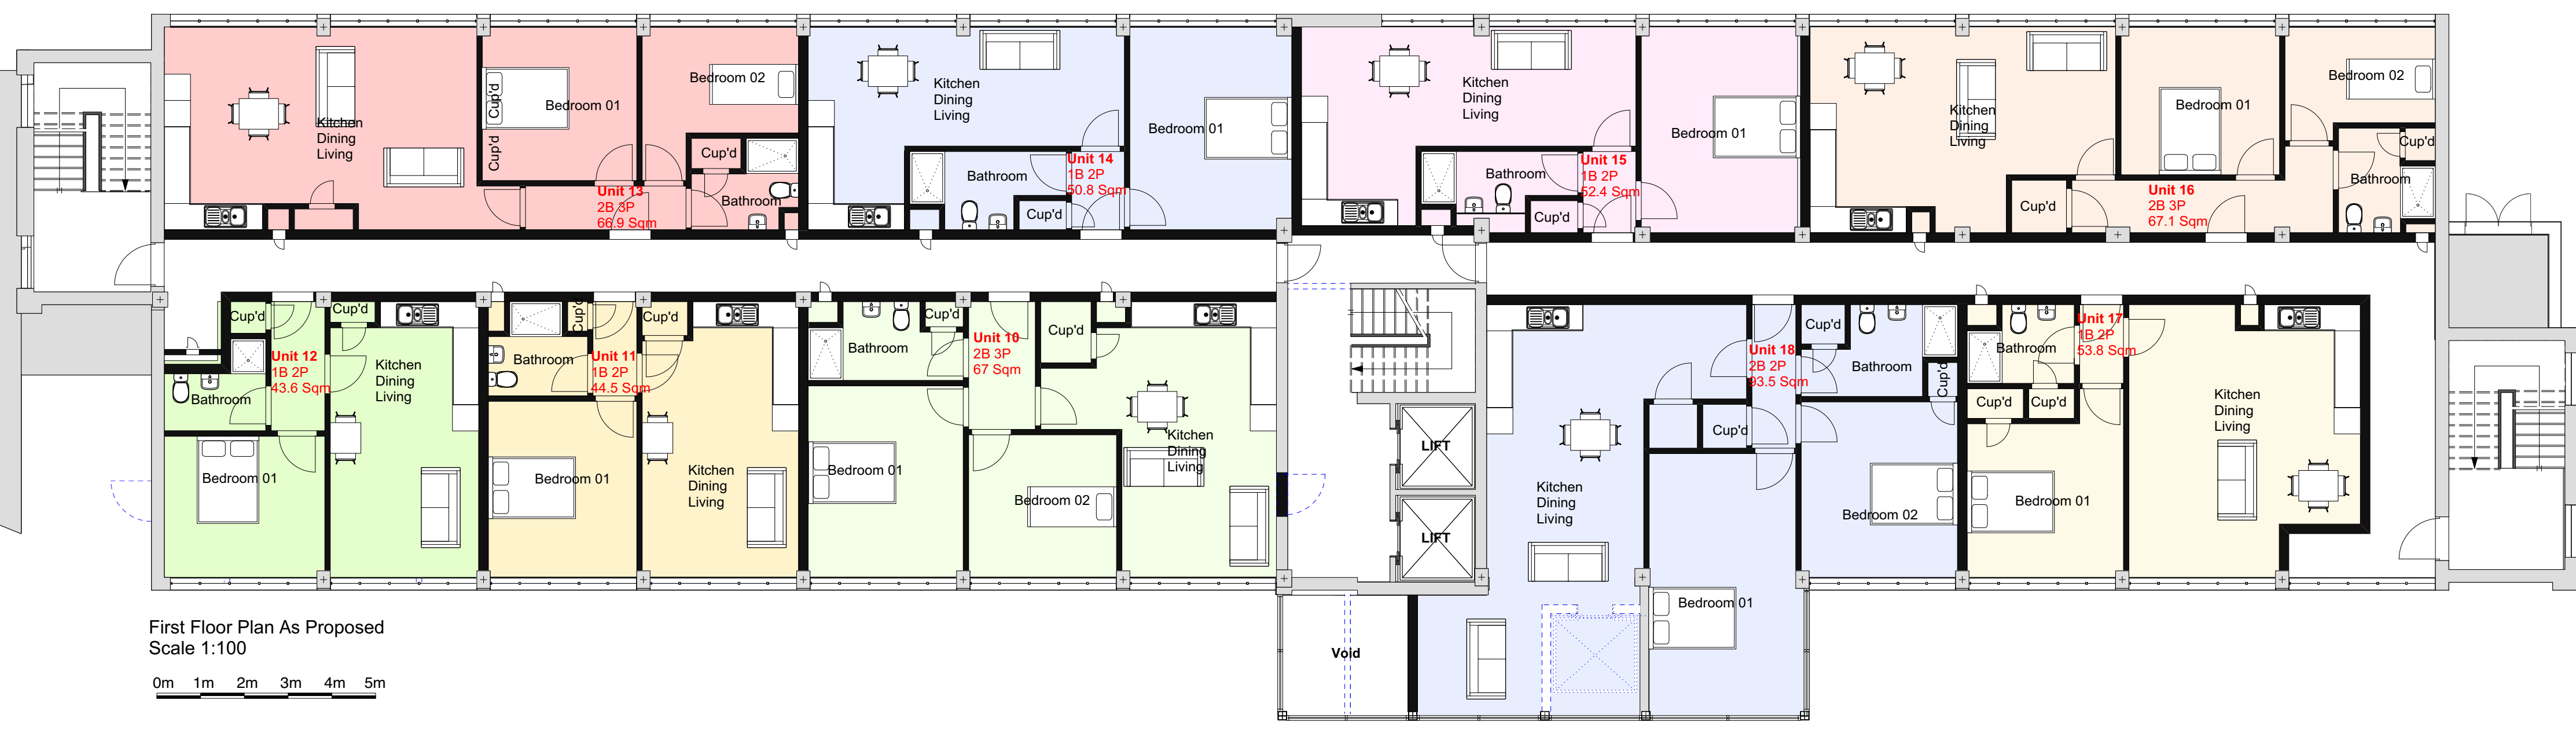 Kitchen
Dining
Living
Cup'd
Cup'd
Bedroom 01
Bedroom 02
Cup'd
Bathroom
Unit 13
2B 3P
66.9 Sqm
Kitchen
Dining
Living
Bathroom
Cup'd
Unit 14
1B 2P
50.8 Sqm
Bedroom 01
Kitchen
Dining
Living
Bathroom
Cup'd
Unit 15
1B 2P
52.4 Sqm
Bedroom 01
Kitchen
Dining
Living
Cup'd
Bedroom 01
Unit 16
2B 3P
67.1 Sqm
Bedroom 02
Cup'd
Bathroom
Cup'd
Unit 12
1B 2P
43.6 Sqm
Bathroom
Bedroom 01
Cup'd
Kitchen
Dining
Living
Cup'd
Bathroom
Unit 11
1B 2P
44.5 Sqm
Bedroom 01
Cup'd
Kitchen
Dining
Living
Bathroom
Cup'd
Unit 10
2B 3P
67 Sqm
Bedroom 01
Bedroom 02
Cup'd
Kitchen
Dining
Living
LIFT
LIFT
Void
Kitchen
Dining
Living
Cup'd
Unit 18
2B 2P
93.5 Sqm
Bedroom 01
Cup'd
Bathroom
Cup'd
Bedroom 02
Bathroom
Unit 17
1B 2P
53.8 Sqm
Cup'd
Cup'd
Bedroom 01
Kitchen
Dining
Living
First Floor Plan As Proposed
Scale 1:100
0m 1m 2m 3m 4m 5m